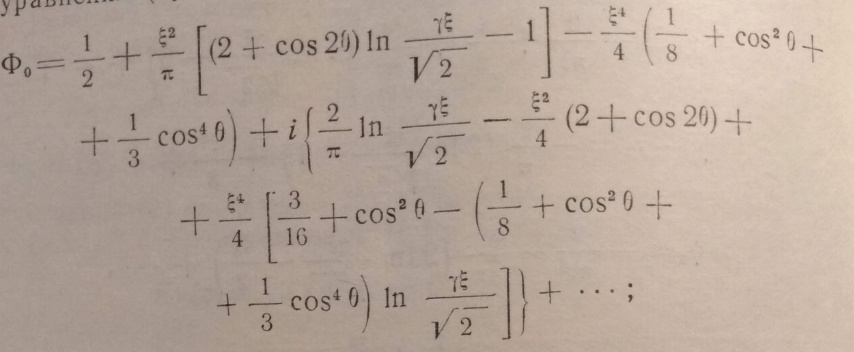 Φ₀ = 1/2 + ξ²/π [(2 + cos 2θ) ln γξ/√2 − 1] − ξ⁴/4 (1/8 + cos² θ +
+ 1/3 cos⁴ θ) + i{2/π ln γξ/√2 − ξ²/4 (2 + cos 2θ) +
+ ξ⁴/4 [3/16 + cos² θ − (1/8 + cos² θ +
+ 1/3 cos⁴ θ) ln γξ/√2]} + ··· ;